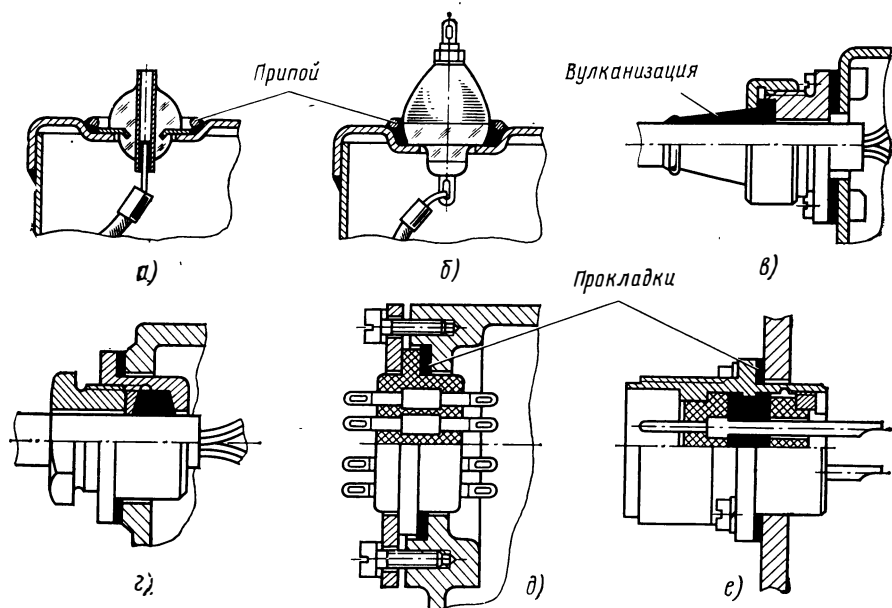 Припой
Вулканизация
а)
б)
в)
Прокладки
г)
д)
е)